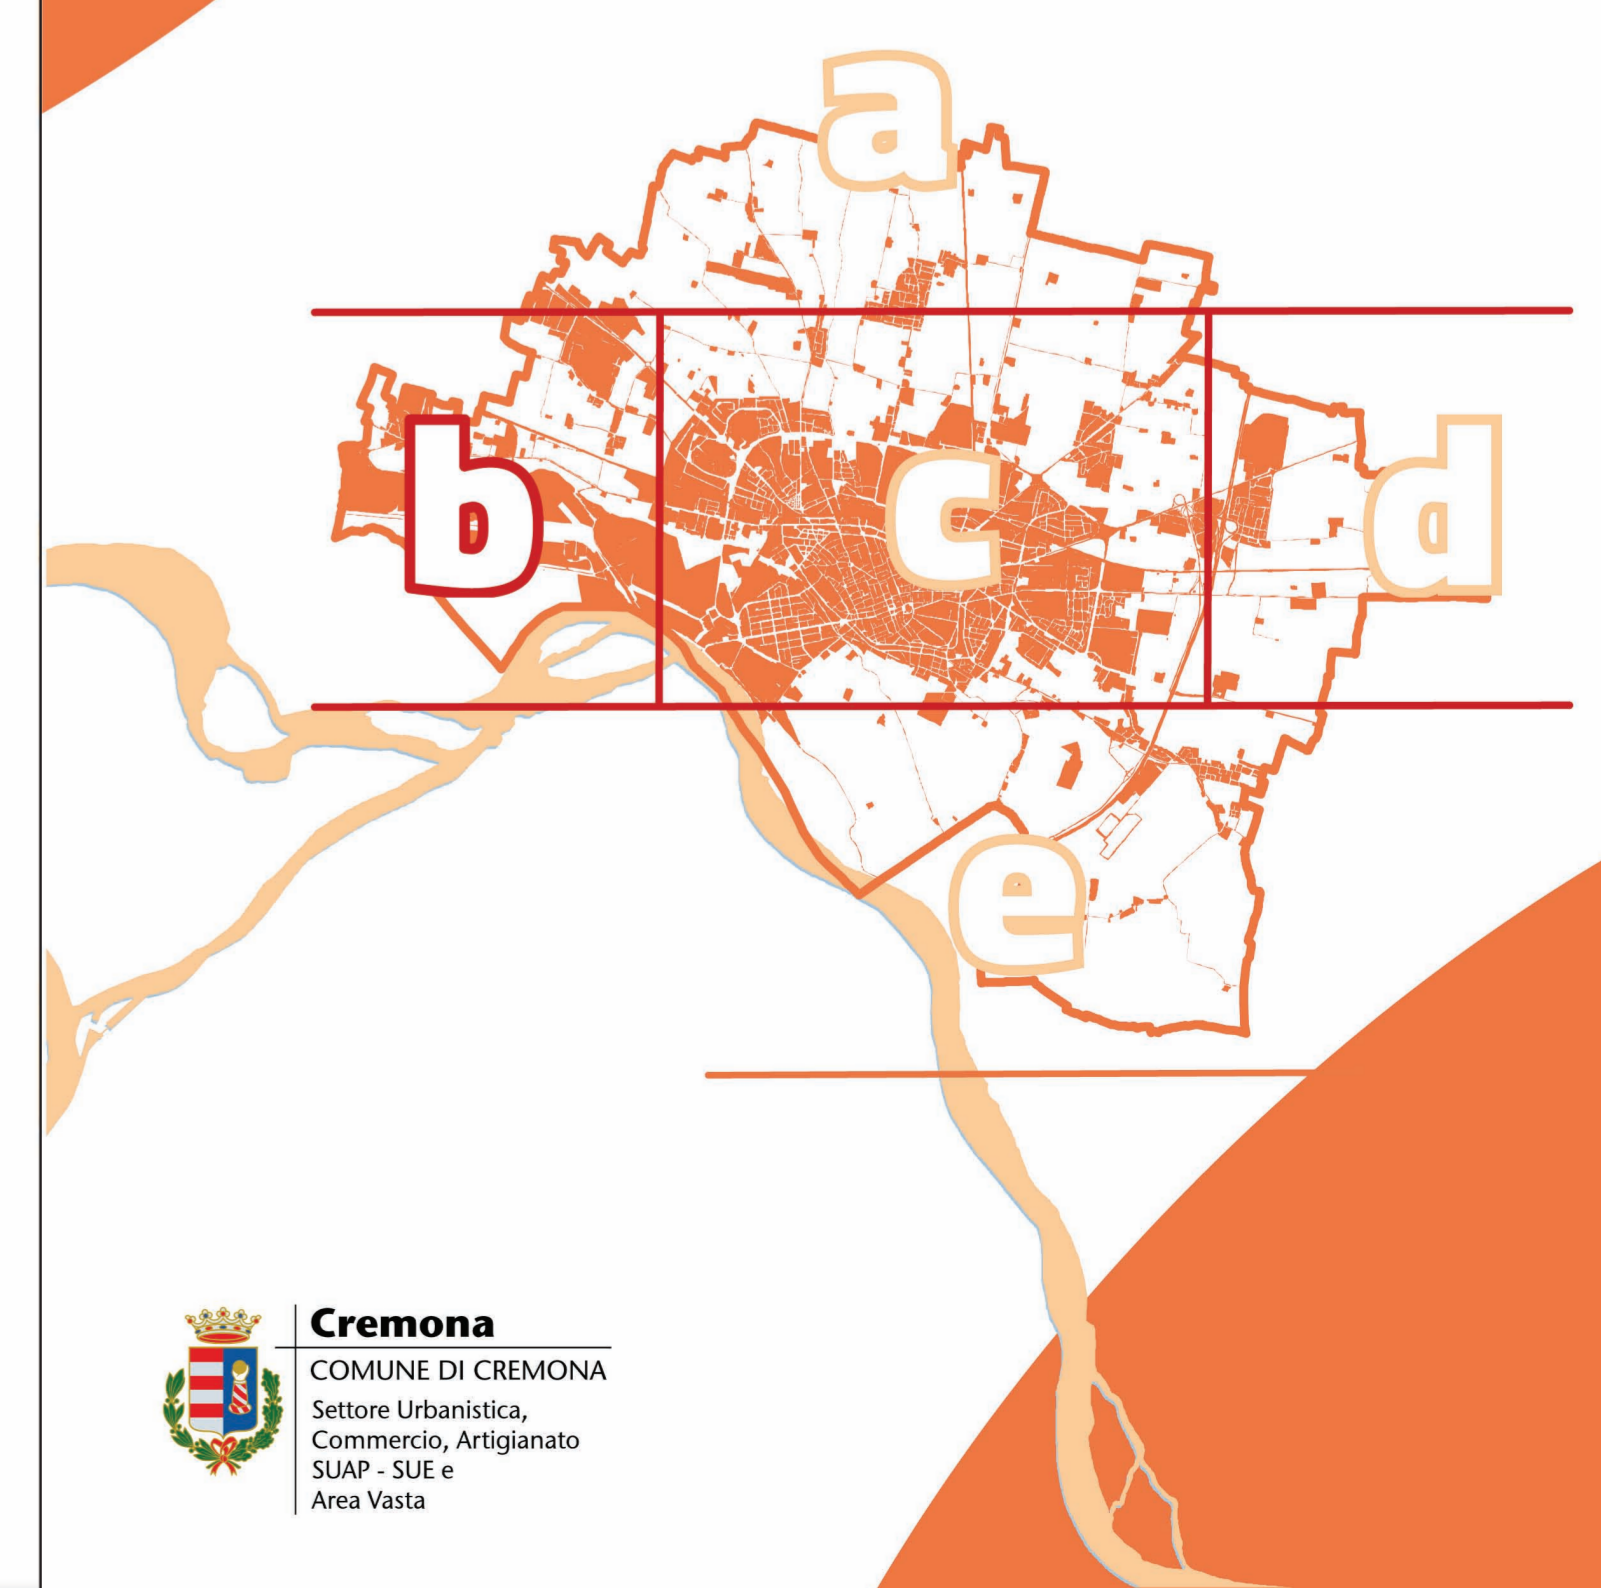 a
b
c
d
e
Cremona
COMUNE DI CREMONA
Settore Urbanistica,
Commercio, Artigianato
SUAP - SUE e
Area Vasta